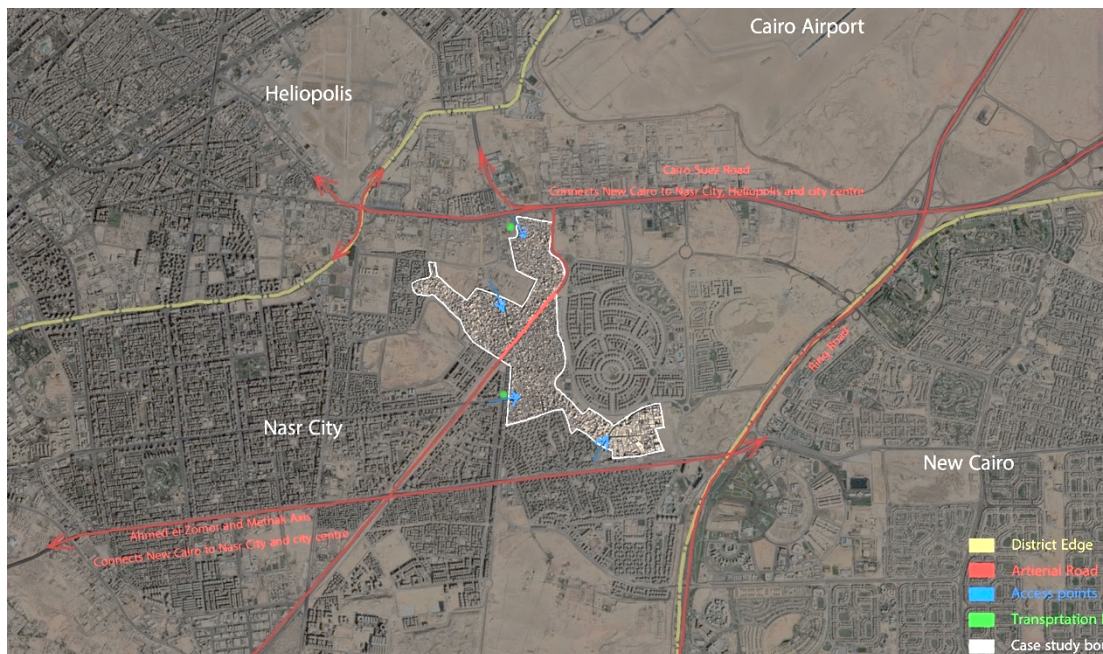 Cairo Airport
Heliopolis
Cairo Suez Road
Connects New Cairo to Nasr City, Heliopolis and city centre
Ring Road
Nasr City
New Cairo
Ahmed el Zomor and Methak Axis
Connects New Cairo to Nasr City and city centre
District Edge
Artierial Road
Access points
Transprtation
Case study bou